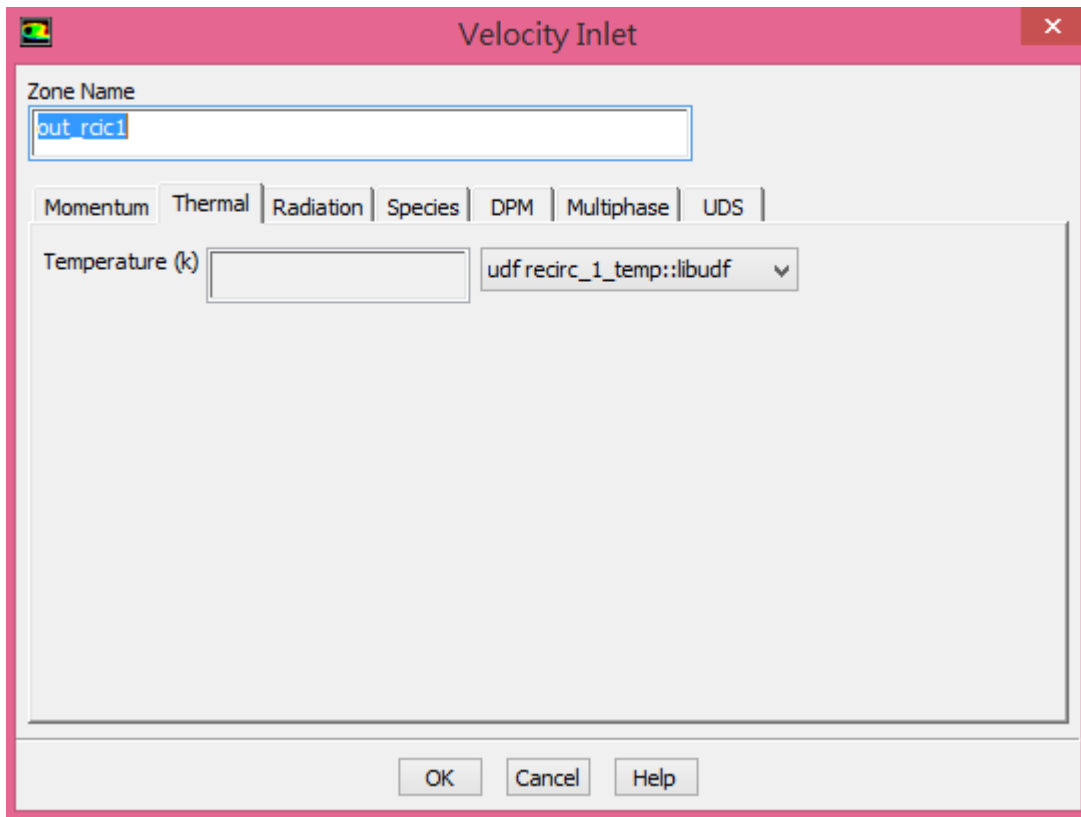 Velocity Inlet
Zone Name
out_rcic1
Momentum Thermal Radiation Species DPM Multiphase UDS
Temperature (k) udf recirc_1_temp::libudf
OK Cancel Help